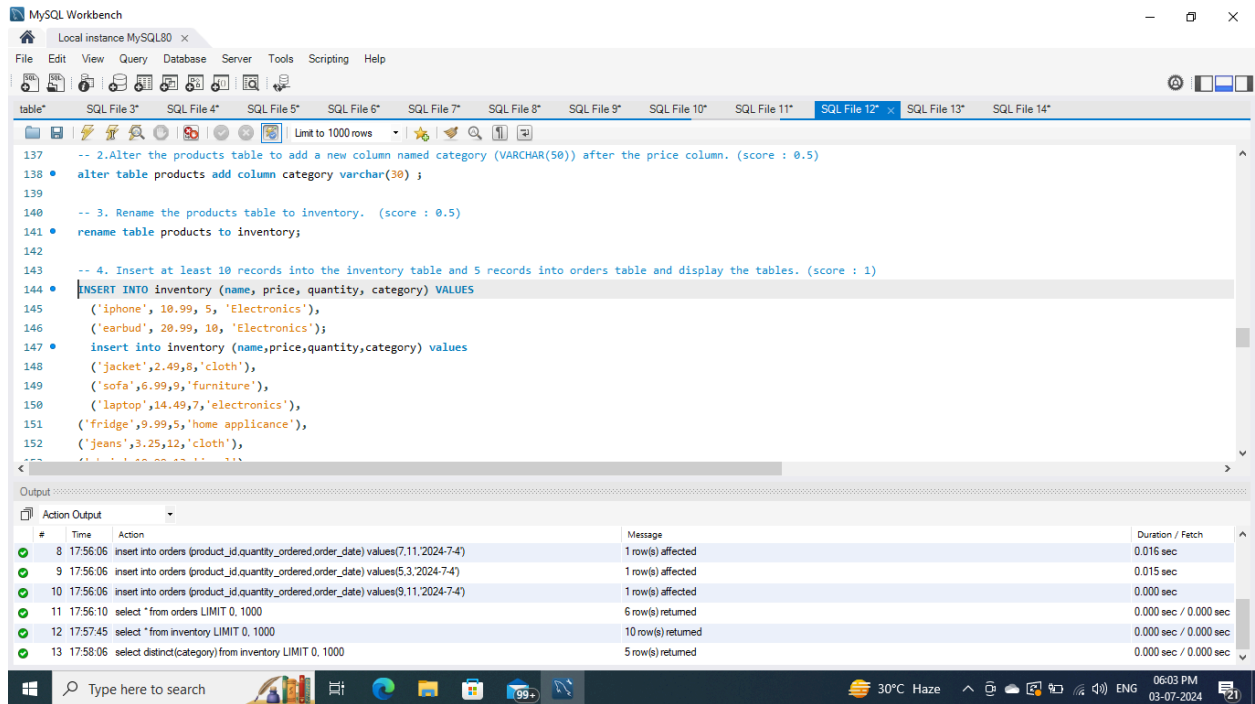 MySQL Workbench
Local instance MySQL80 ×
File Edit View Query Database Server Tools Scripting Help
table* SQL File 3* SQL File 4* SQL File 5* SQL File 6* SQL File 7* SQL File 8* SQL File 9* SQL File 10* SQL File 11* SQL File 12* × SQL File 13* SQL File 14*
Limit to 1000 rows
137 -- 2.Alter the products table to add a new column named category (VARCHAR(50)) after the price column. (score : 0.5)
138 alter table products add column category varchar(30) ;
139
140 -- 3. Rename the products table to inventory.  (score : 0.5)
141 rename table products to inventory;
142
143 -- 4. Insert at least 10 records into the inventory table and 5 records into orders table and display the tables. (score : 1)
144 INSERT INTO inventory (name, price, quantity, category) VALUES
145 ('iphone', 10.99, 5, 'Electronics'),
146 ('earbud', 20.99, 10, 'Electronics');
147 insert into inventory (name,price,quantity,category) values
148 ('jacket',2.49,8,'cloth'),
149 ('sofa',6.99,9,'furniture'),
150 ('laptop',14.49,7,'electronics'),
151 ('fridge',9.99,5,'home applicance'),
152 ('jeans',3.25,12,'cloth'),
Output
Action Output
# Time Action Message Duration / Fetch
8 17:56:06 insert into orders (product_id,quantity_ordered,order_date) values(7,11,'2024-7-4') 1 row(s) affected 0.016 sec
9 17:56:06 insert into orders (product_id,quantity_ordered,order_date) values(5,3,'2024-7-4') 1 row(s) affected 0.015 sec
10 17:56:06 insert into orders (product_id,quantity_ordered,order_date) values(9,11,'2024-7-4') 1 row(s) affected 0.000 sec
11 17:56:10 select * from orders LIMIT 0, 1000 6 row(s) returned 0.000 sec / 0.000 sec
12 17:57:45 select * from inventory LIMIT 0, 1000 10 row(s) returned 0.000 sec / 0.000 sec
13 17:58:06 select distinct(category) from inventory LIMIT 0, 1000 5 row(s) returned 0.000 sec / 0.000 sec
Type here to search 99+ 30°C Haze ENG 06:03 PM
03-07-2024 21